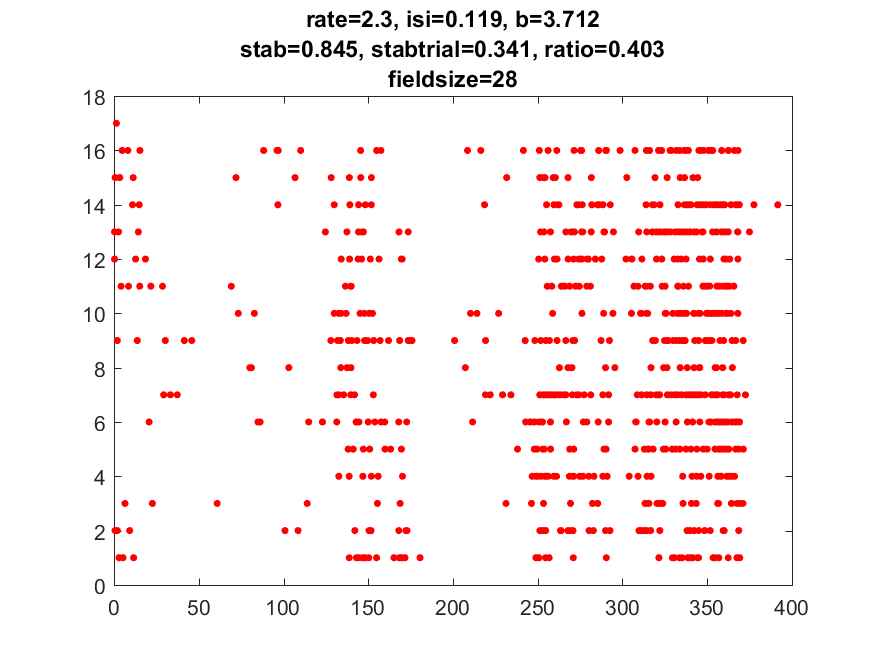 rate=2.3, isi=0.119, b=3.712
stab=0.845, stabtrial=0.341, ratio=0.403
fieldsize=28
18
16
14
12
10
8
6
4
2
0
0 50 100 150 200 250 300 350 400